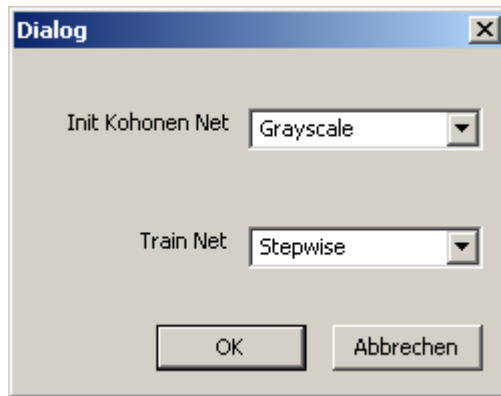 Dialog
Init Kohonen Net Grayscale
Train Net Stepwise
OK Abbrechen